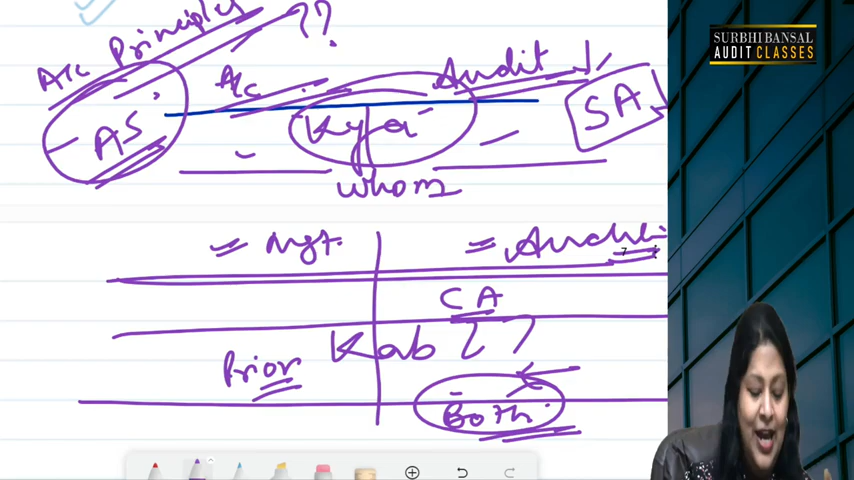 SURBHI BANSAL
AUDIT CLASSES
A/c Principles ??
A/c
Audit
AS
Kya
SA
whom
= Mgt.
= Auditor
CA
Kab ??
Prior
Both